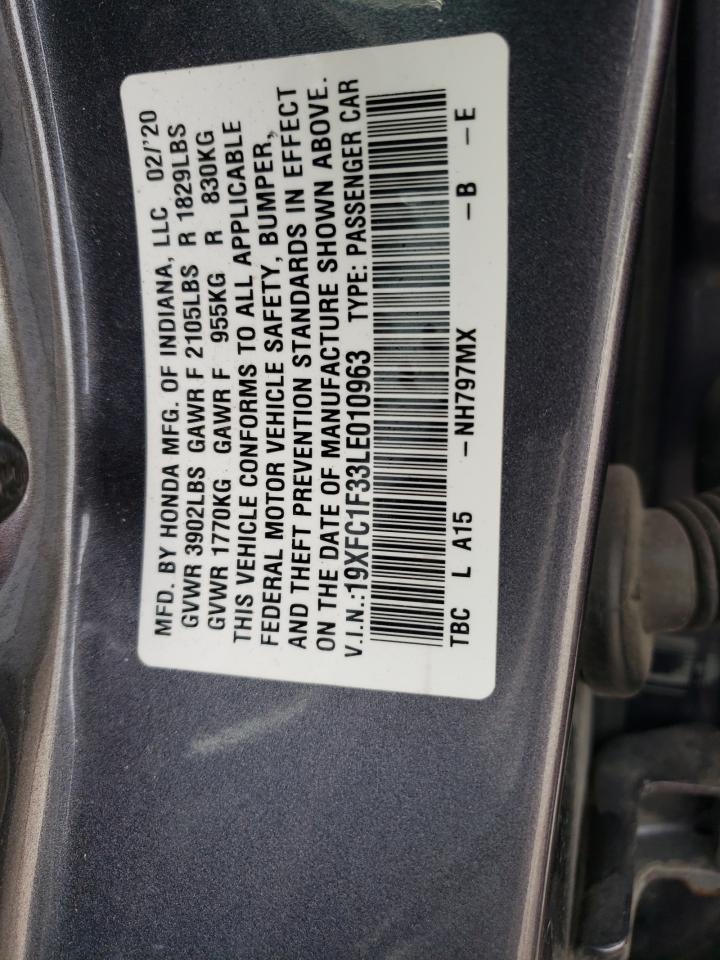 MFD. BY HONDA MFG. OF INDIANA, LLC 02/'20
GVWR 3902LBS GAWR F 2105LBS R 1829LBS
GVWR 1770KG GAWR F 955KG R 830KG
THIS VEHICLE CONFORMS TO ALL APPLICABLE
FEDERAL MOTOR VEHICLE SAFETY, BUMPER,
AND THEFT PREVENTION STANDARDS IN EFFECT
ON THE DATE OF MANUFACTURE SHOWN ABOVE.
V.I.N.:19XFC1F33LE010963 TYPE: PASSENGER CAR
TBC L A15 -NH797MX -B -E